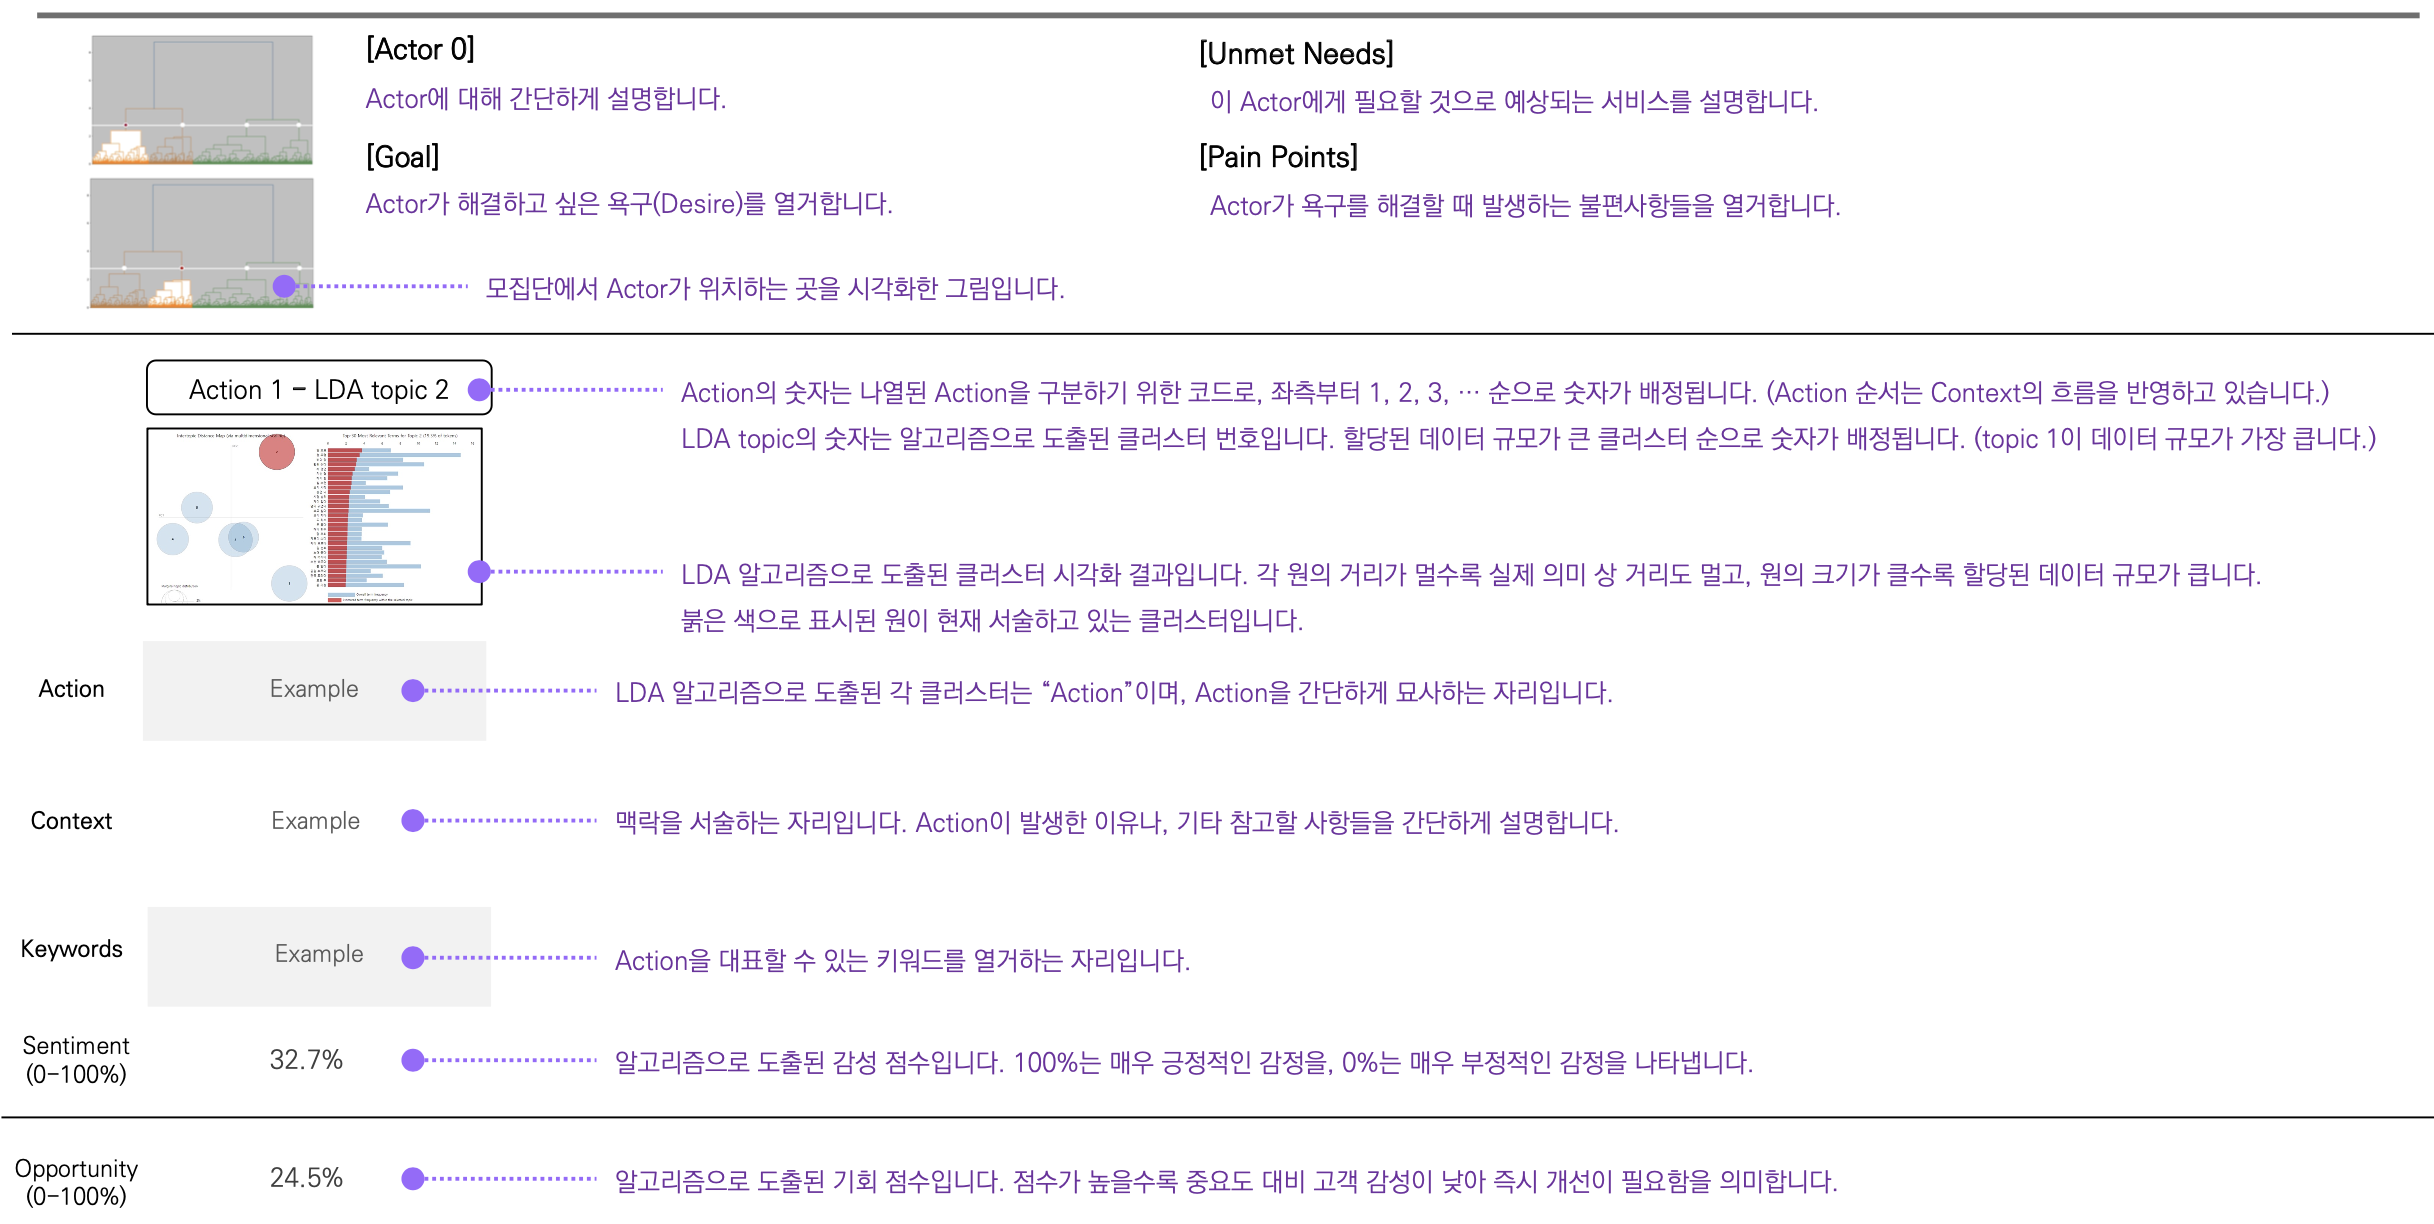 [Actor 0]
Actor에 대해 간단하게 설명합니다.
[Goal]
Actor가 해결하고 싶은 욕구(Desire)를 열거합니다.
[Unmet Needs]
이 Actor에게 필요할 것으로 예상되는 서비스를 설명합니다.
[Pain Points]
Actor가 욕구를 해결할 때 발생하는 불편사항들을 열거합니다.
모집단에서 Actor가 위치하는 곳을 시각화한 그림입니다.
Action 1 – LDA topic 2
Action의 숫자는 나열된 Action을 구분하기 위한 코드로, 좌측부터 1, 2, 3, … 순으로 숫자가 배정됩니다. (Action 순서는 Context의 흐름을 반영하고 있습니다.)
LDA topic의 숫자는 알고리즘으로 도출된 클러스터 번호입니다. 할당된 데이터 규모가 큰 클러스터 순으로 숫자가 배정됩니다. (topic 1이 데이터 규모가 가장 큽니다.)
LDA 알고리즘으로 도출된 클러스터 시각화 결과입니다. 각 원의 거리가 멀수록 실제 의미 상 거리도 멀고, 원의 크기가 클수록 할당된 데이터 규모가 큽니다.
붉은 색으로 표시된 원이 현재 서술하고 있는 클러스터입니다.
Action
Example
LDA 알고리즘으로 도출된 각 클러스터는 “Action”이며, Action을 간단하게 묘사하는 자리입니다.
Context
Example
맥락을 서술하는 자리입니다. Action이 발생한 이유나, 기타 참고할 사항들을 간단하게 설명합니다.
Keywords
Example
Action을 대표할 수 있는 키워드를 열거하는 자리입니다.
Sentiment
(0-100%)
32.7%
알고리즘으로 도출된 감성 점수입니다. 100%는 매우 긍정적인 감정을, 0%는 매우 부정적인 감정을 나타냅니다.
Opportunity
(0-100%)
24.5%
알고리즘으로 도출된 기회 점수입니다. 점수가 높을수록 중요도 대비 고객 감성이 낮아 즉시 개선이 필요함을 의미합니다.